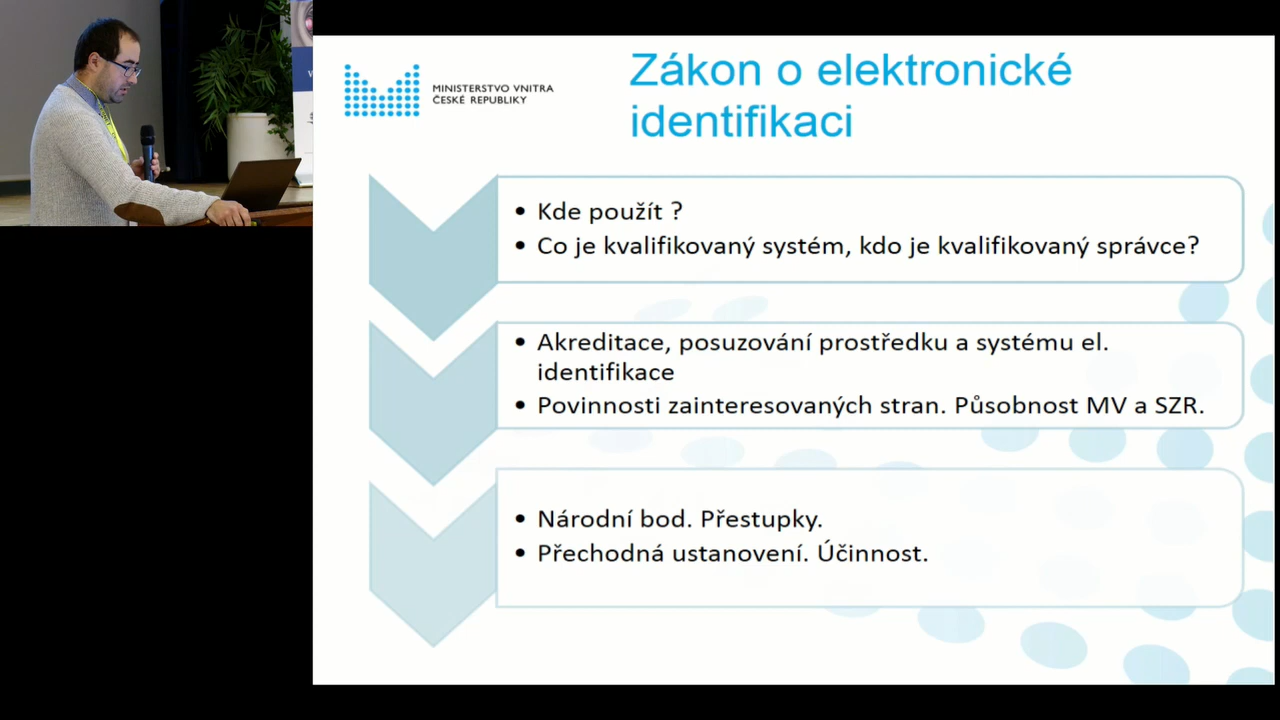 MINISTERSTVO VNITRA
ČESKÉ REPUBLIKY
Zákon o elektronické
identifikaci
• Kde použít ?
• Co je kvalifikovaný systém, kdo je kvalifikovaný správce?
• Akreditace, posuzování prostředku a systému el.
identifikace
• Povinnosti zainteresovaných stran. Působnost MV a SZR.
• Národní bod. Přestupky.
• Přechodná ustanovení. Účinnost.